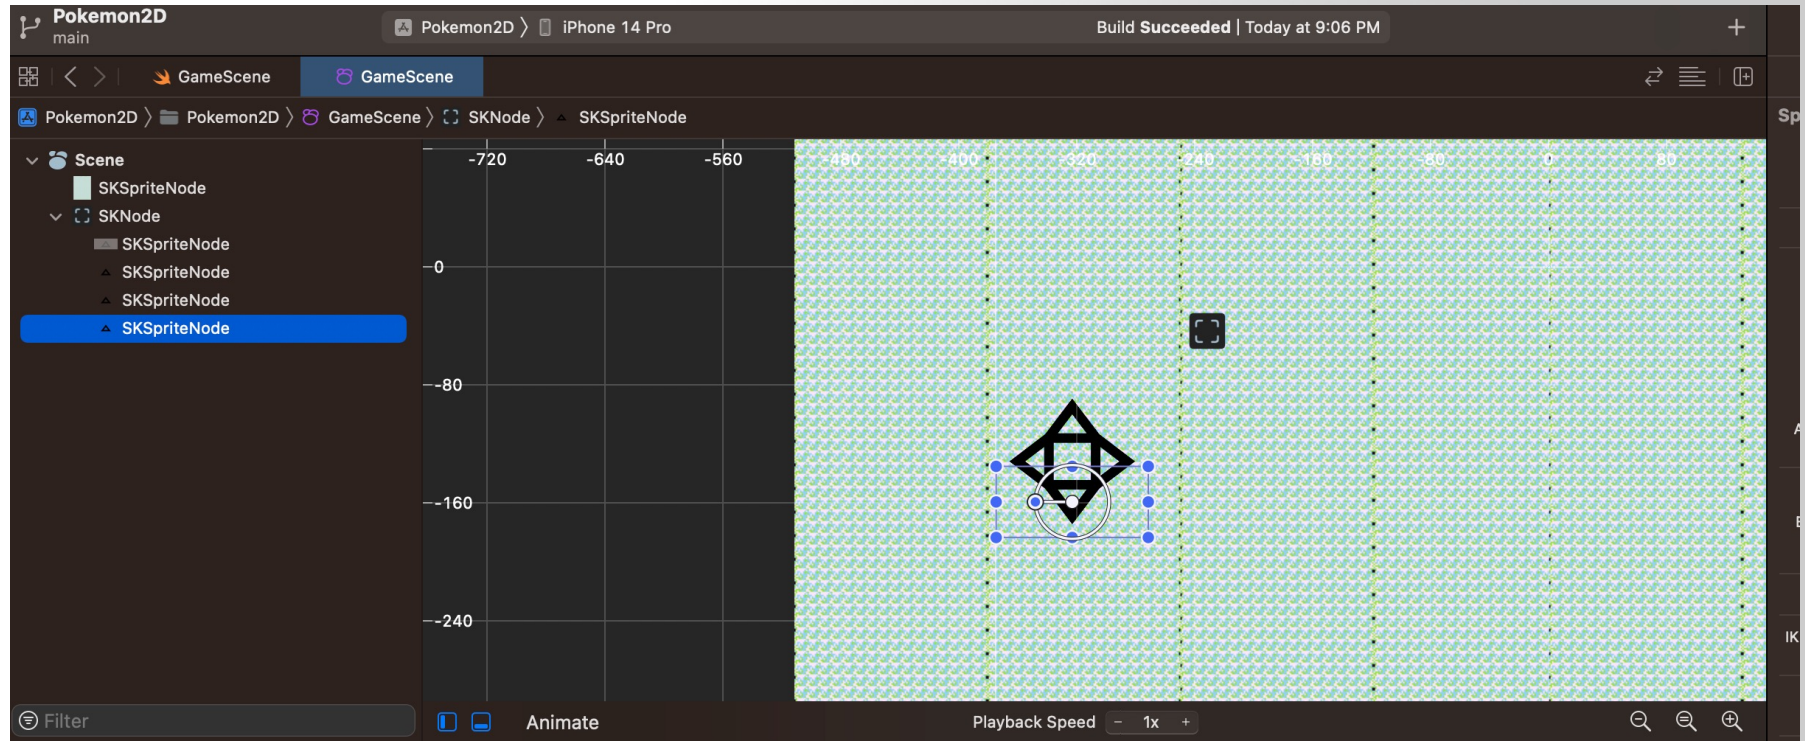 Pokemon2D
main
Pokemon2D 〉 iPhone 14 Pro
Build Succeeded | Today at 9:06 PM
GameScene
GameScene
Pokemon2D 〉 Pokemon2D 〉 GameScene 〉 SKNode 〉 SKSpriteNode
Sp
Scene
SKSpriteNode
SKNode
SKSpriteNode
SKSpriteNode
SKSpriteNode
SKSpriteNode
-720 -640 -560 -480 -400 -320 -240 -160 -80 0 80
0
-80
-160
-240
A
E
IK
Filter
Animate
Playback Speed - 1x +